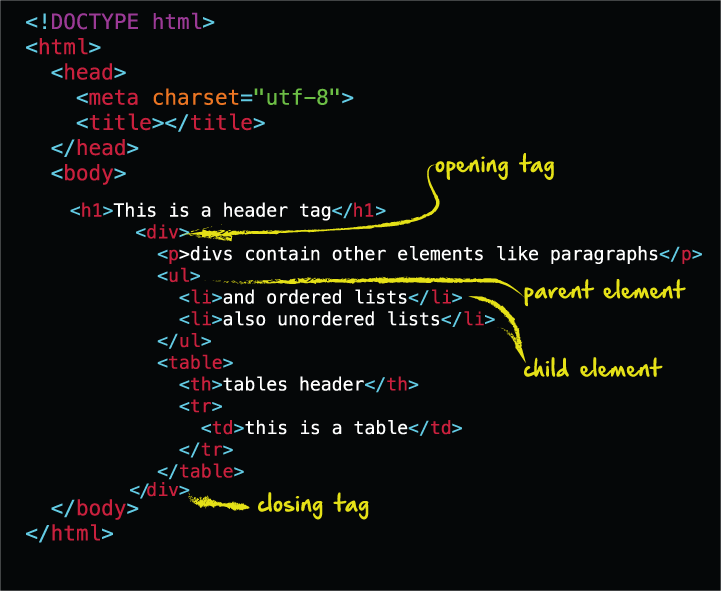 <!DOCTYPE html>
<html>
<head>
<meta charset="utf-8">
<title></title>
</head>
<body>
opening tag
<h1>This is a header tag</h1>
<div>
<p>divs contain other elements like paragraphs</p>
<ul>
parent element
<li>and ordered lists</li>
<li>also unordered lists</li>
</ul>
child element
<table>
<th>tables header</th>
<tr>
<td>this is a table</td>
</tr>
</table>
</div>
closing tag
</body>
</html>